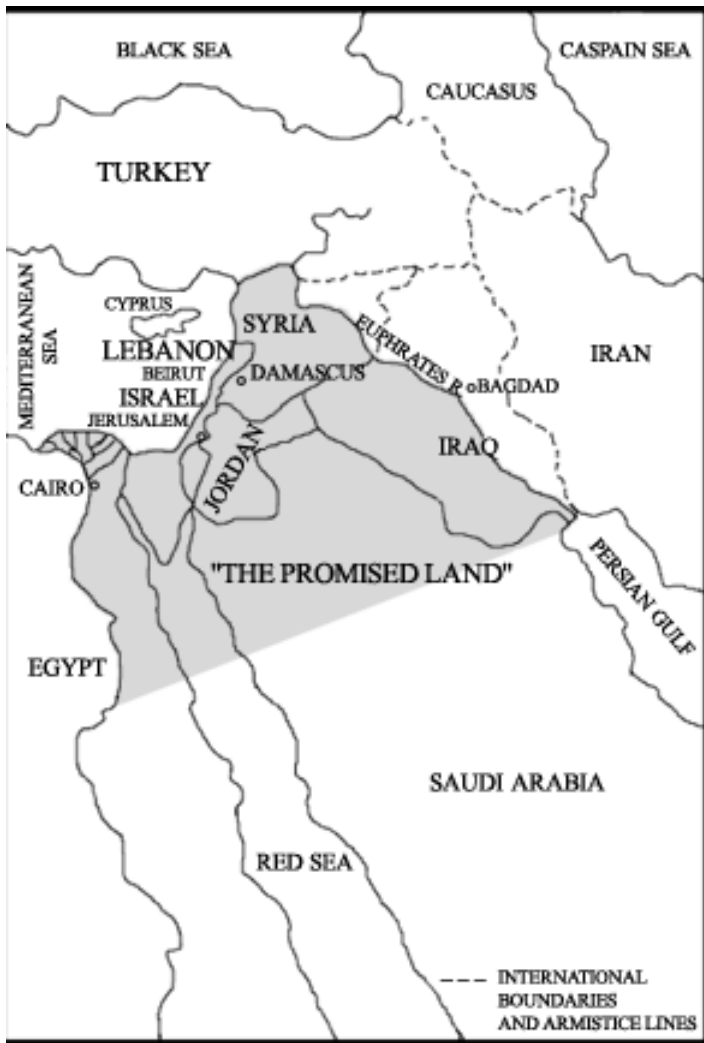 BLACK SEA
CASPAIN SEA
CAUCASUS
TURKEY
MEDITERRANEAN
SEA
CYPRUS
SYRIA
LEBANON
BEIRUT
DAMASCUS
EUPHRATES R.
BAGDAD
IRAN
ISRAEL
JERUSALEM
JORDAN
IRAQ
CAIRO
"THE PROMISED LAND"
PERSIAN GULF
EGYPT
SAUDI ARABIA
RED SEA
INTERNATIONAL
BOUNDARIES
AND ARMISTICE LINES